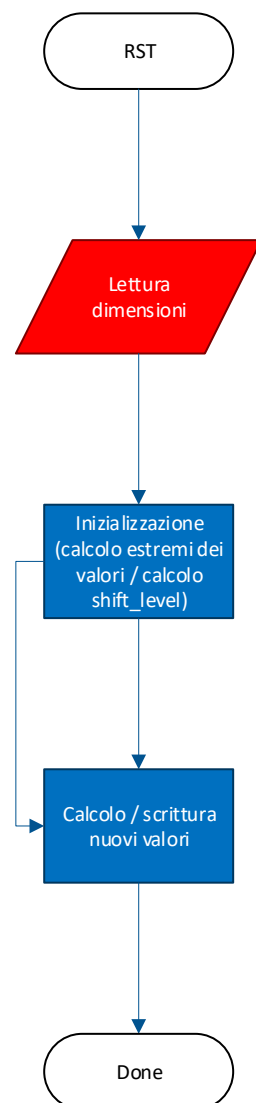 RST
Lettura
dimensioni
Inizializzazione
(calcolo estremi dei
valori / calcolo
shift_level)
Calcolo / scrittura
nuovi valori
Done